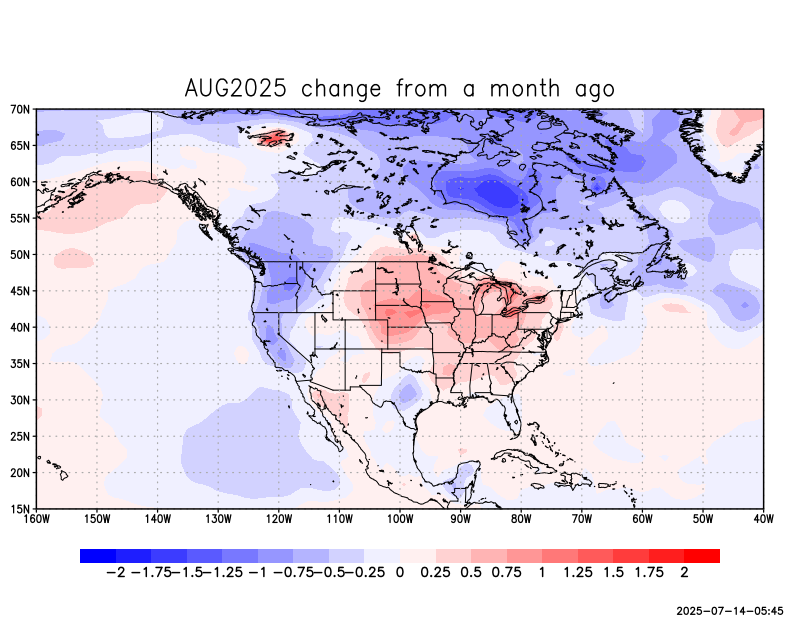 AUG2025 change from a month ago
70N
65N
60N
55N
50N
45N
40N
35N
30N
25N
20N
15N
160W 150W 140W 130W 120W 110W 100W 90W 80W 70W 60W 50W 40W
−2 −1.75−1.5−1.25 −1 −0.75−0.5−0.25 0 0.25 0.5 0.75 1 1.25 1.5 1.75 2
2025-07-14-05:45